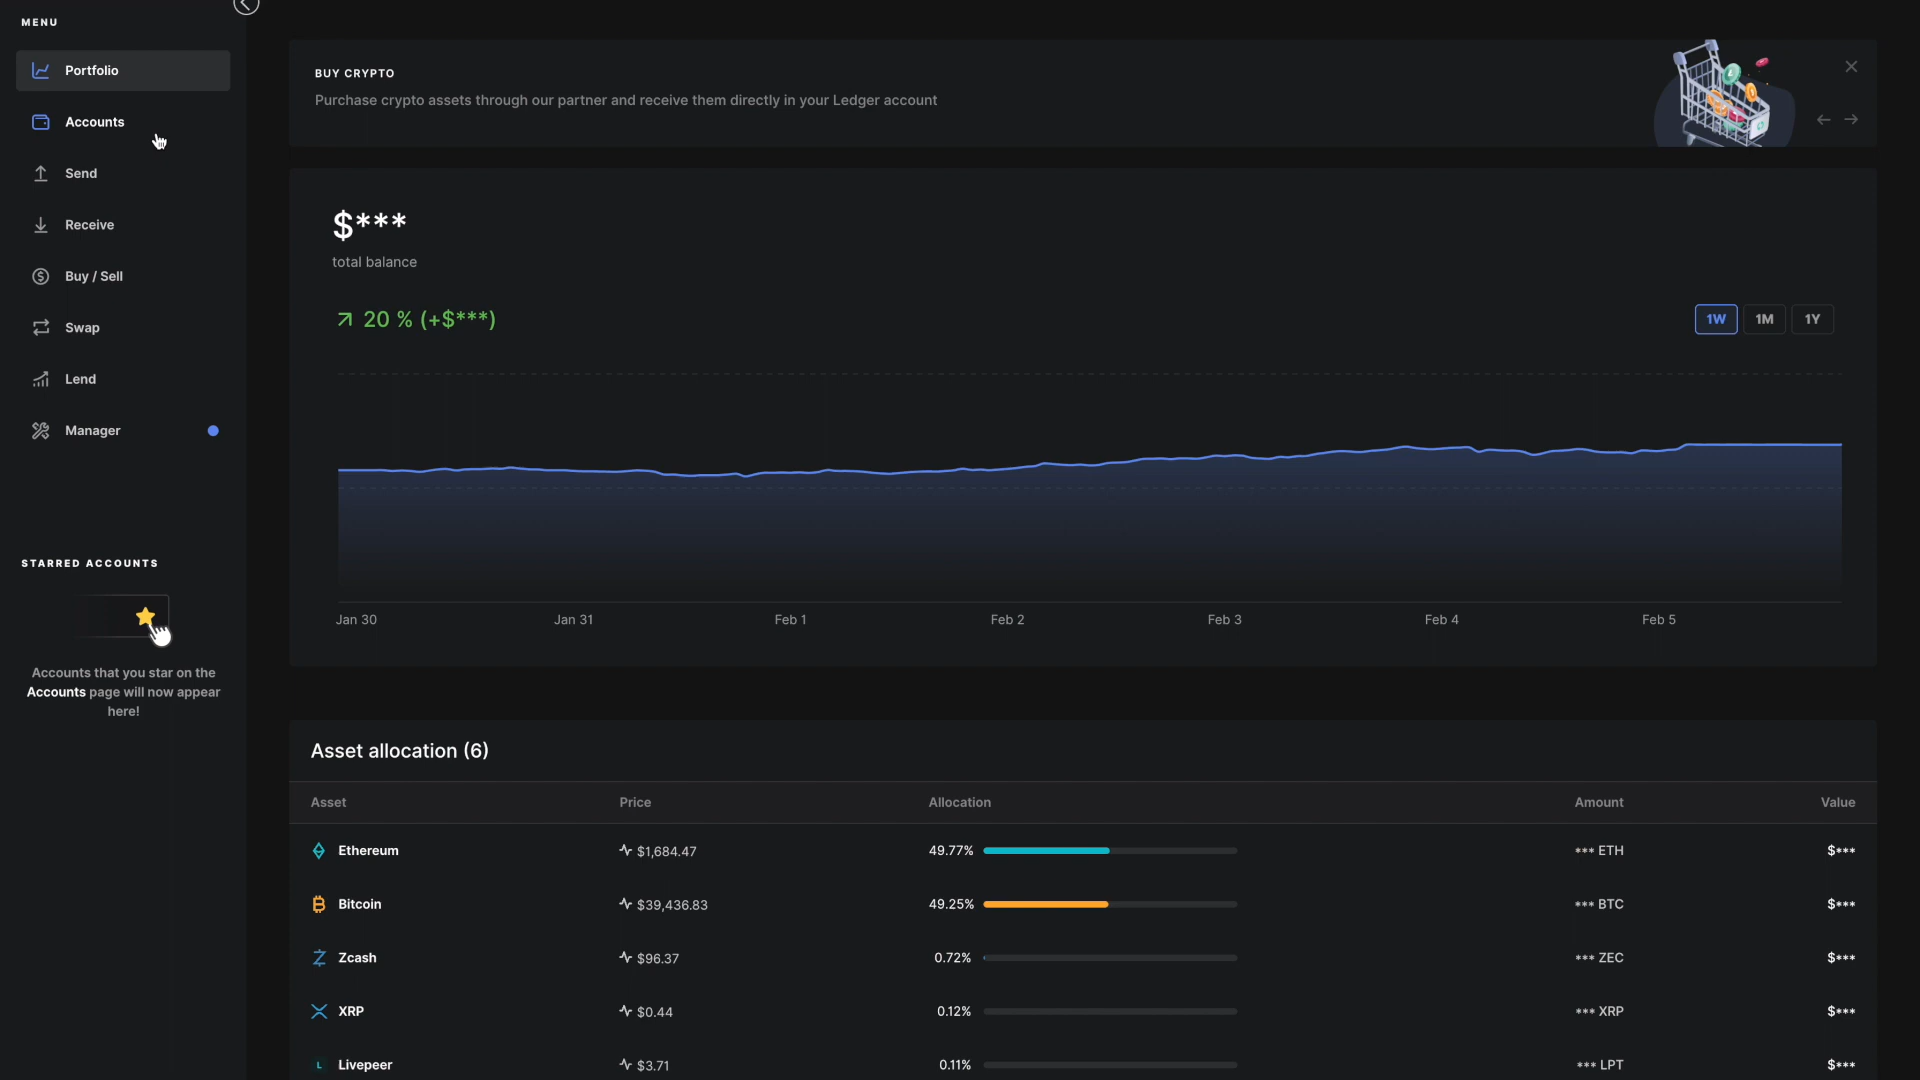 MENU
Portfolio
Accounts
Send
Receive
Buy / Sell
Swap
Lend
Manager
STARRED ACCOUNTS
Accounts that you star on the
Accounts page will now appear
here!
BUY CRYPTO
Purchase crypto assets through our partner and receive them directly in your Ledger account
$***
total balance
20 % (+$***)
1W 1M 1Y
Jan 30 Jan 31 Feb 1 Feb 2 Feb 3 Feb 4 Feb 5
Asset allocation (6)
Asset Price Allocation Amount Value
Ethereum $1,684.47 49.77% *** ETH $***
Bitcoin $39,436.83 49.25% *** BTC $***
Zcash $96.37 0.72% *** ZEC $***
XRP $0.44 0.12% *** XRP $***
L Livepeer $3.71 0.11% *** LPT $***